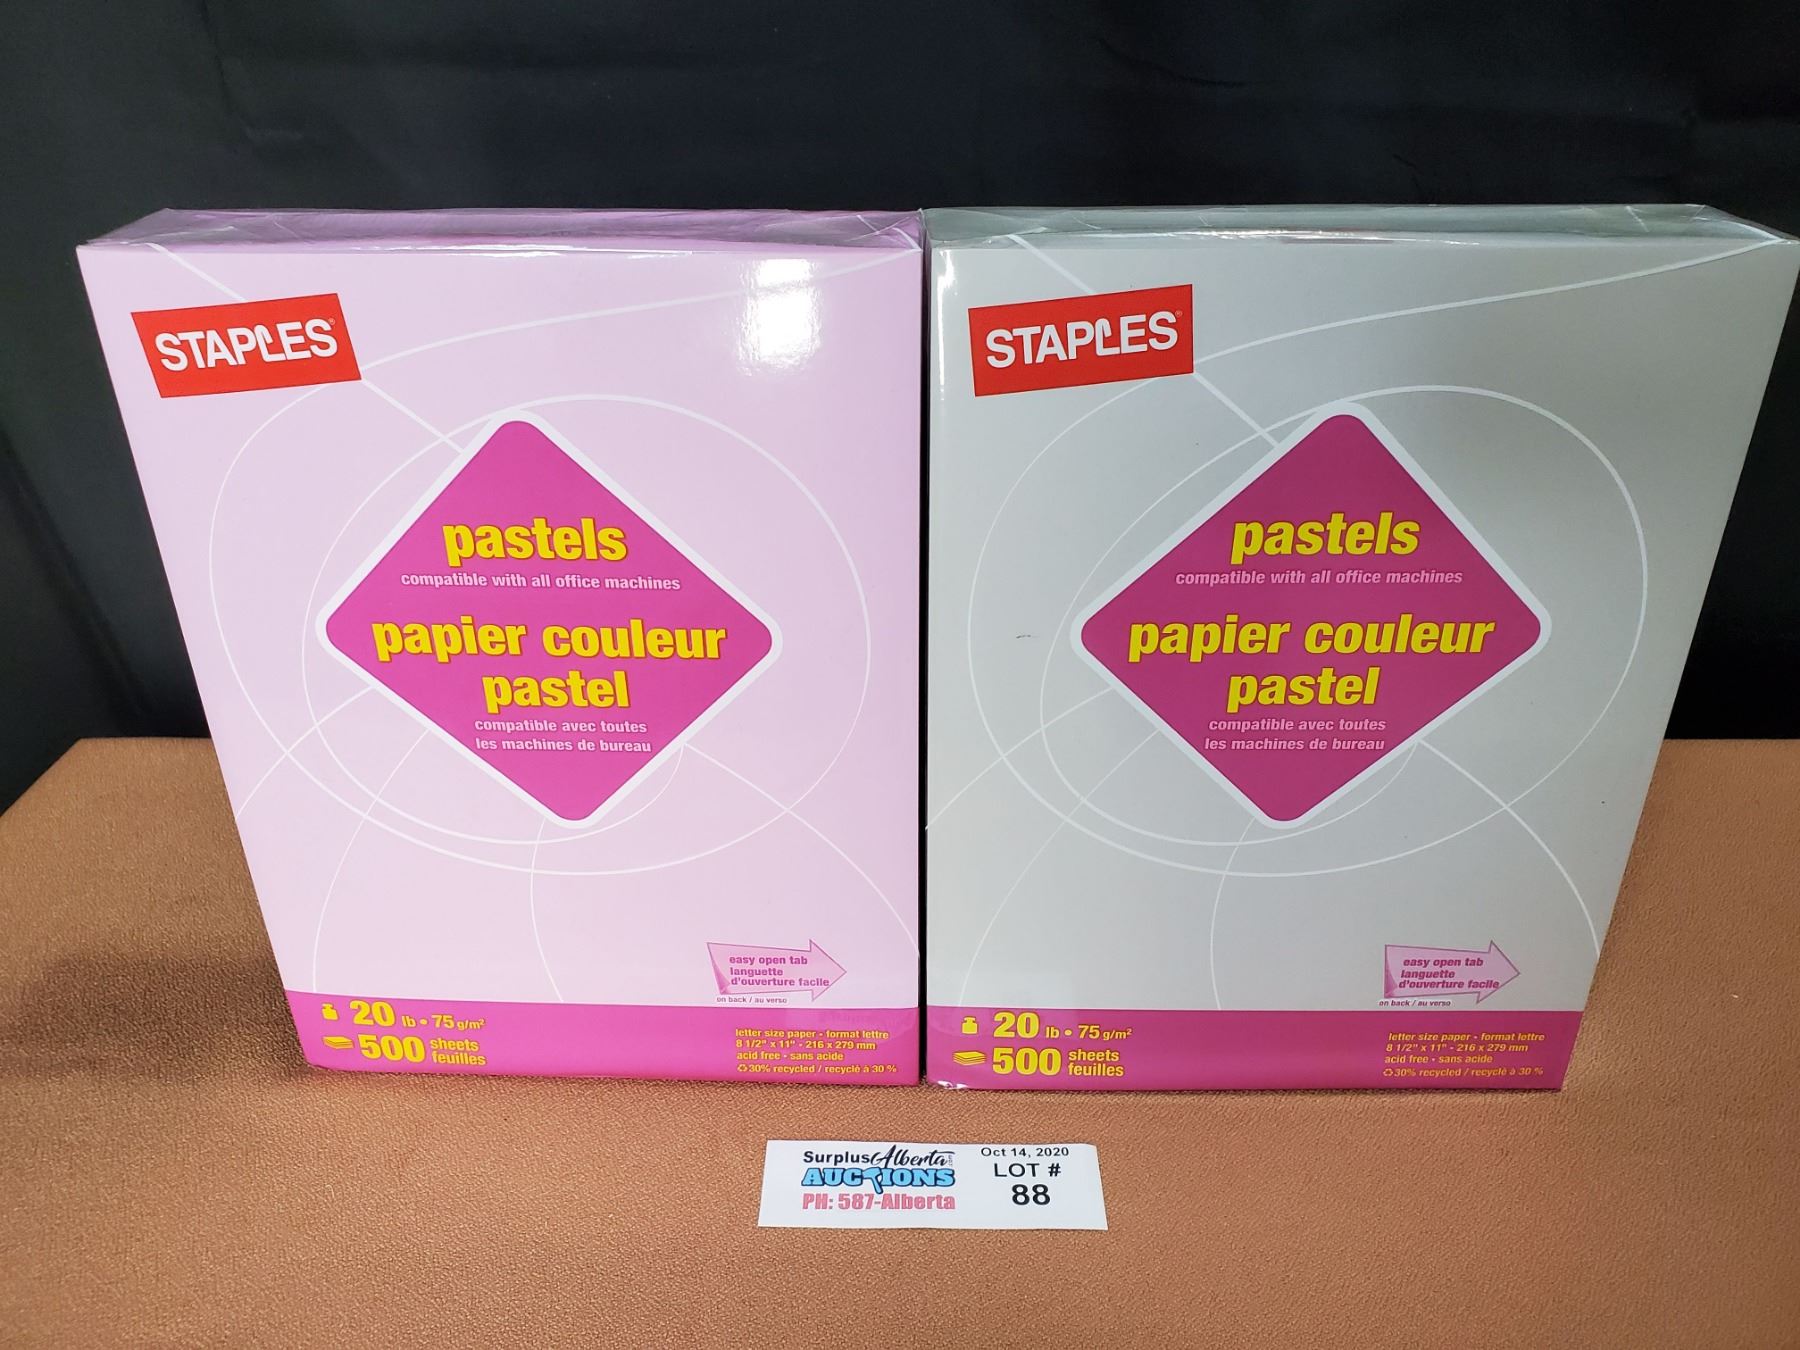 STAPLES®
pastels
compatible with all office machines
papier couleur
pastel
compatible avec toutes
les machines de bureau
easy open tab
languette
d'ouverture facile
on back / au verso
20 lb • 75 g/m²
500 sheets
feuilles
letter size paper - format lettre
8 1/2" x 11" - 216 x 279 mm
acid free - sans acide
30% recycled / recyclé à 30 %
STAPLES®
pastels
compatible with all office machines
papier couleur
pastel
compatible avec toutes
les machines de bureau
easy open tab
languette
d'ouverture facile
on back / au verso
20 lb • 75 g/m²
500 sheets
feuilles
letter size paper - format lettre
8 1/2" x 11" - 216 x 279 mm
acid free - sans acide
30% recycled / recyclé à 30 %
SurplusAlberta.com
AUCTIONS
PH: 587-Alberta
Oct 14, 2020
LOT #
88